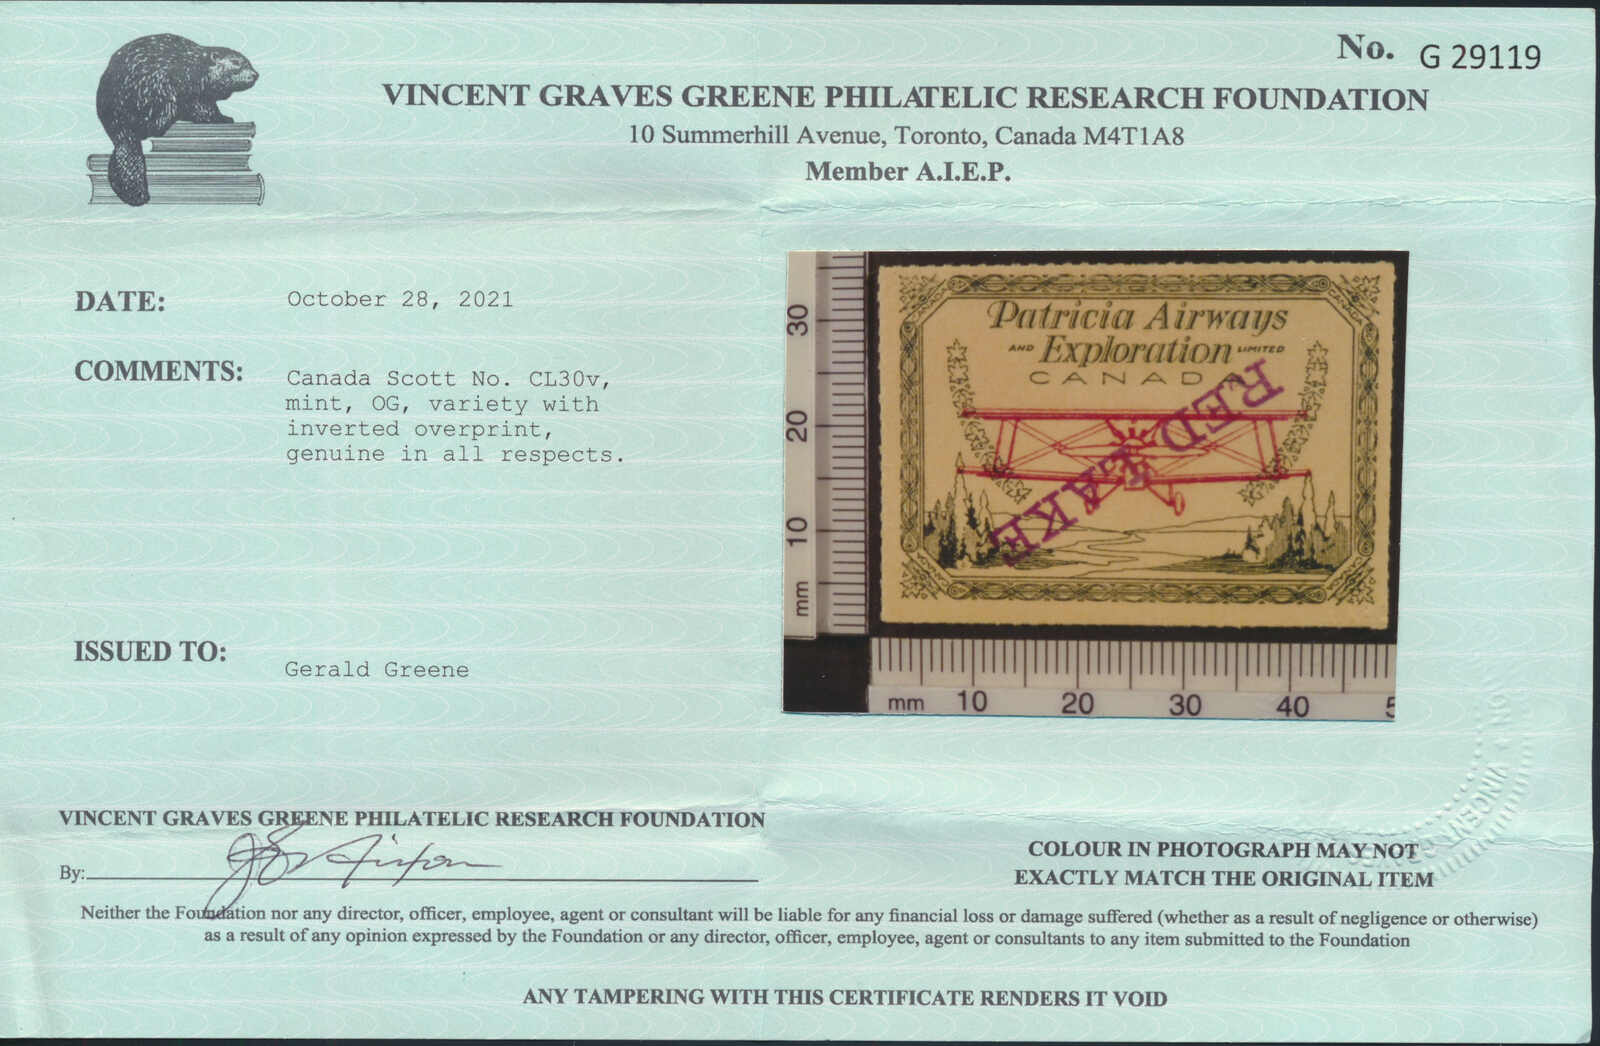 No. G 29119
VINCENT GRAVES GREENE PHILATELIC RESEARCH FOUNDATION
10 Summerhill Avenue, Toronto, Canada M4T1A8
Member A.I.E.P.
DATE: October 28, 2021
COMMENTS: Canada Scott No. CL30v,
mint, OG, variety with
inverted overprint,
genuine in all respects.
ISSUED TO: Gerald Greene
30
20
10
mm
CANADA
CANADA
Patricia Airways
AND Exploration LIMITED
CANADA
RED LAKE
CANADA
CANADA
mm 10 20 30 40 5
VINCENT GRAVES GREENE PHILATELIC RESEARCH FOUNDATION
By:
COLOUR IN PHOTOGRAPH MAY NOT
EXACTLY MATCH THE ORIGINAL ITEM
Neither the Foundation nor any director, officer, employee, agent or consultant will be liable for any financial loss or damage suffered (whether as a result of negligence or otherwise)
as a result of any opinion expressed by the Foundation or any director, officer, employee, agent or consultants to any item submitted to the Foundation
ANY TAMPERING WITH THIS CERTIFICATE RENDERS IT VOID